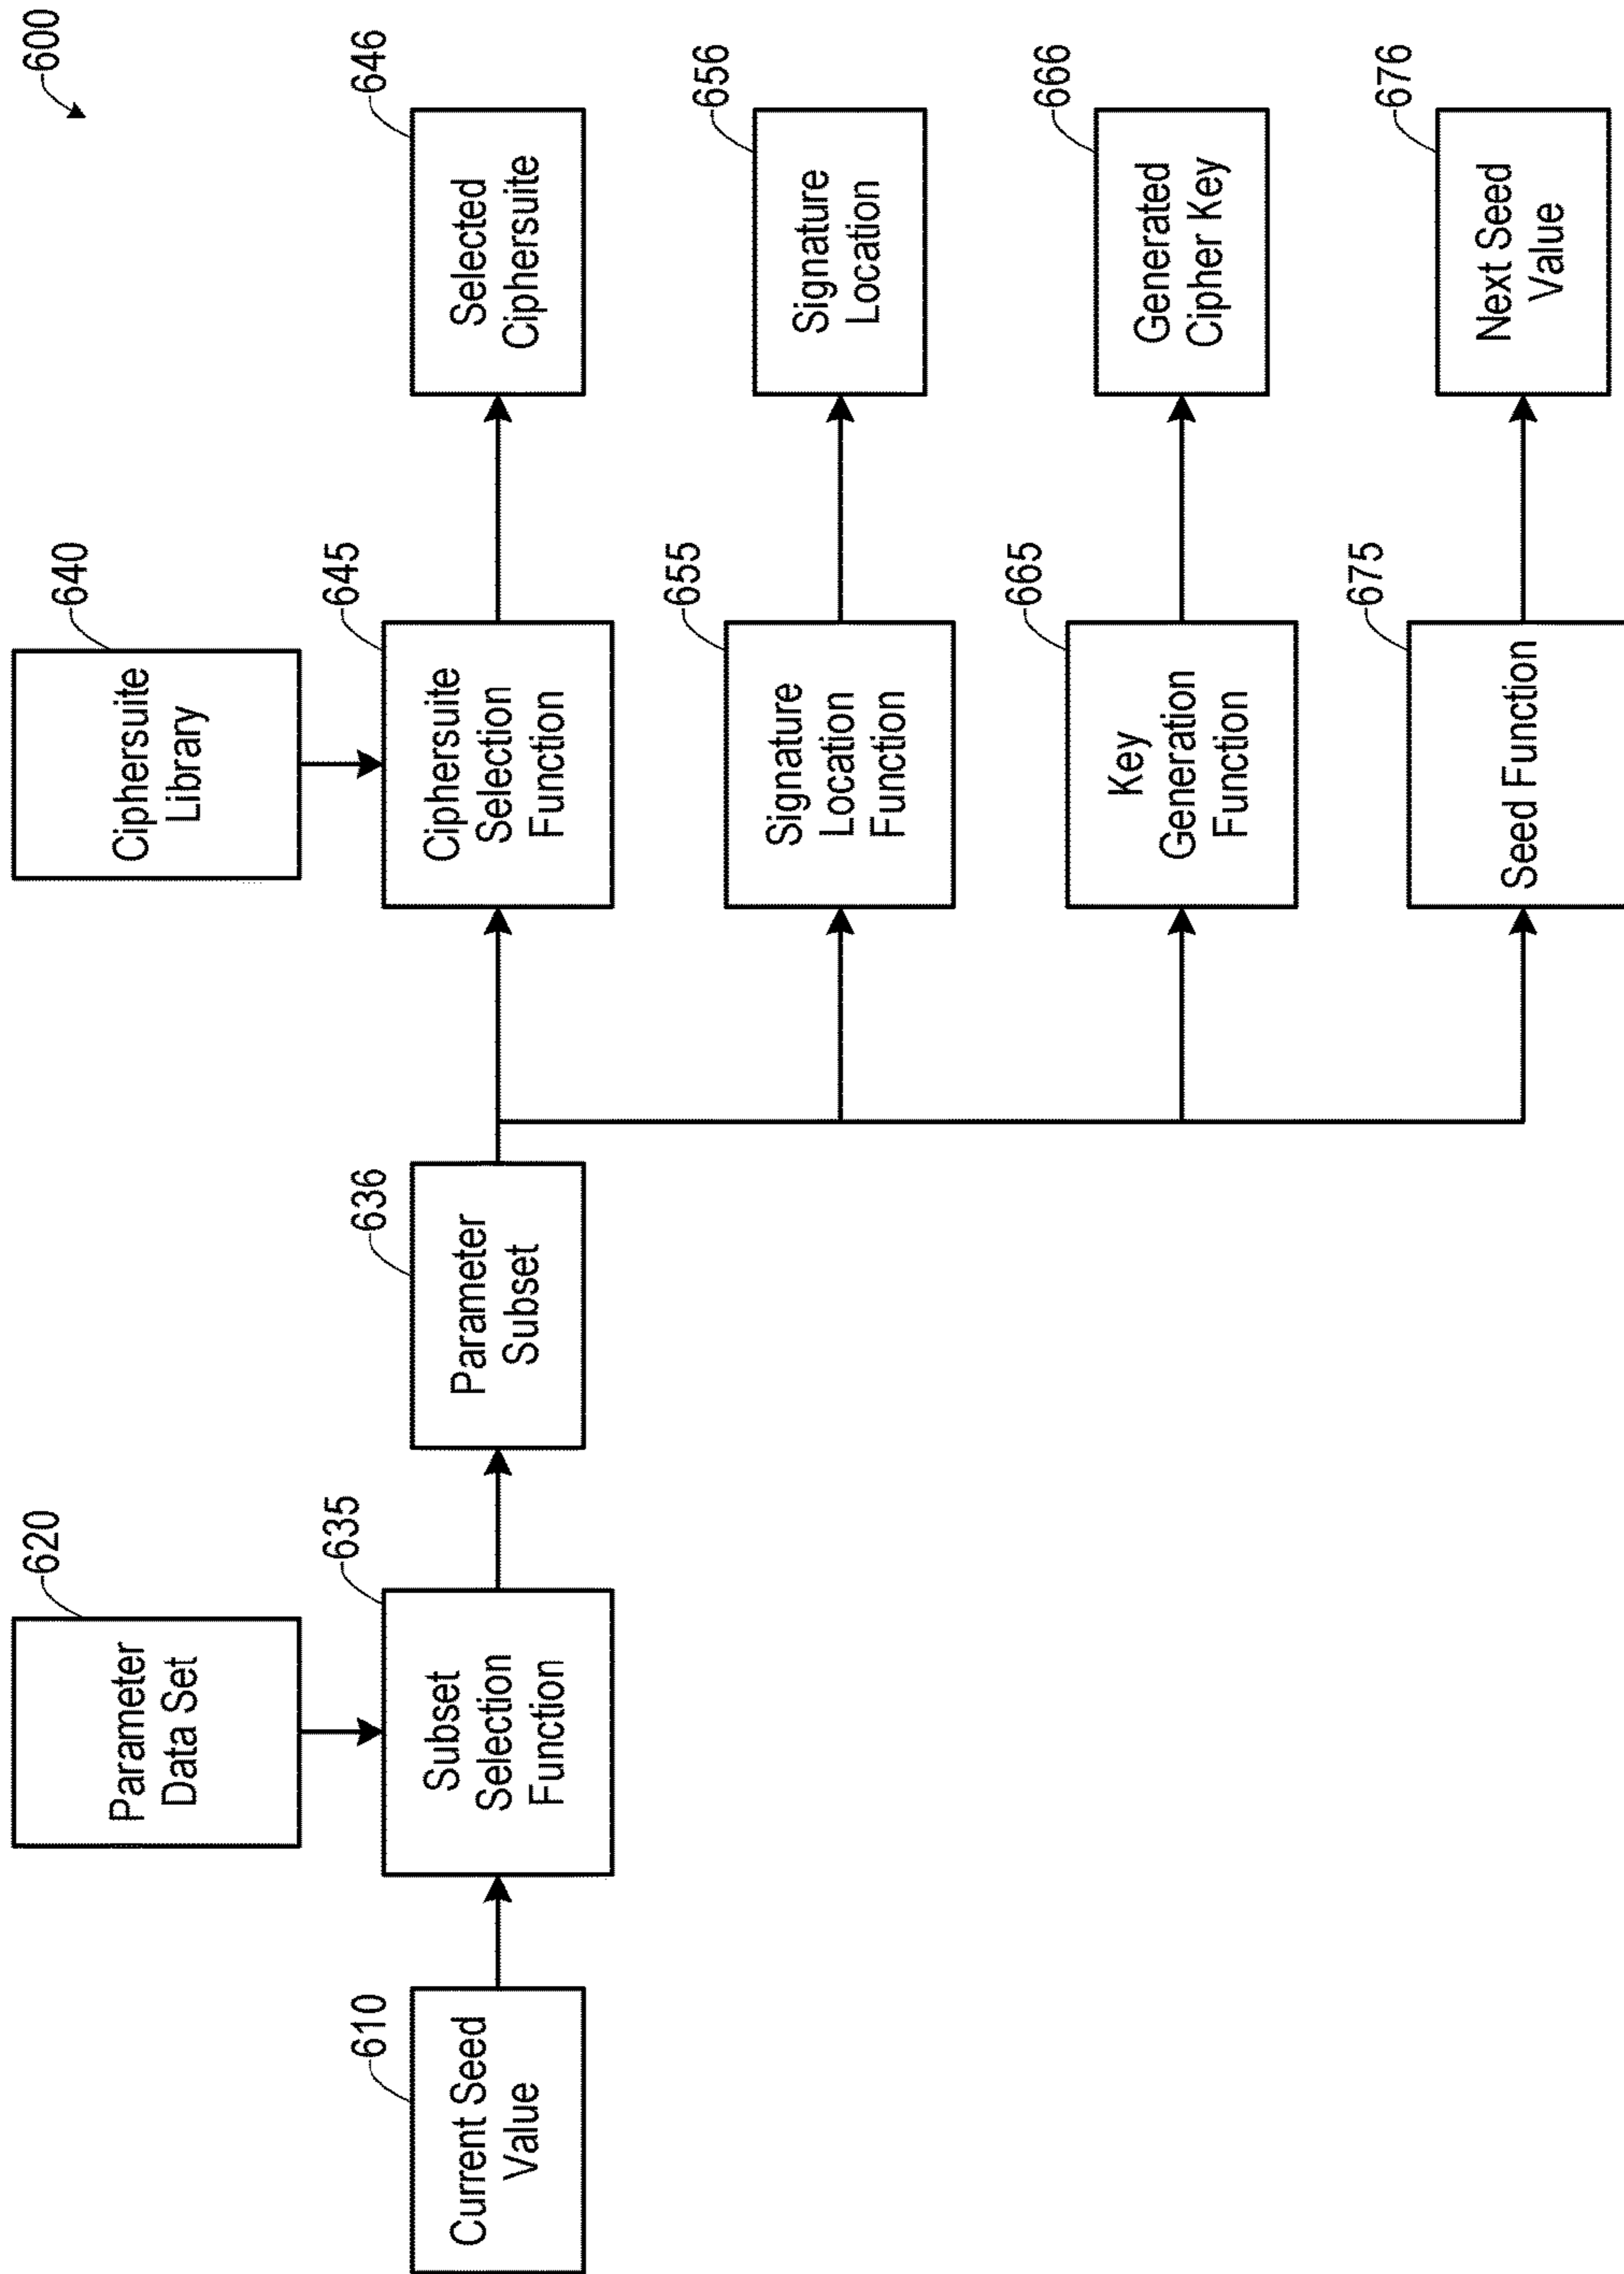 600
620
Parameter
Data Set
640
Ciphersuite
Library
610
Current Seed
Value
635
Subset
Selection
Function
636
Parameter
Subset
645
Ciphersuite
Selection
Function
646
Selected
Ciphersuite
655
Signature
Location
Function
656
Signature
Location
665
Key
Generation
Function
666
Generated
Cipher Key
675
Seed Function
676
Next Seed
Value